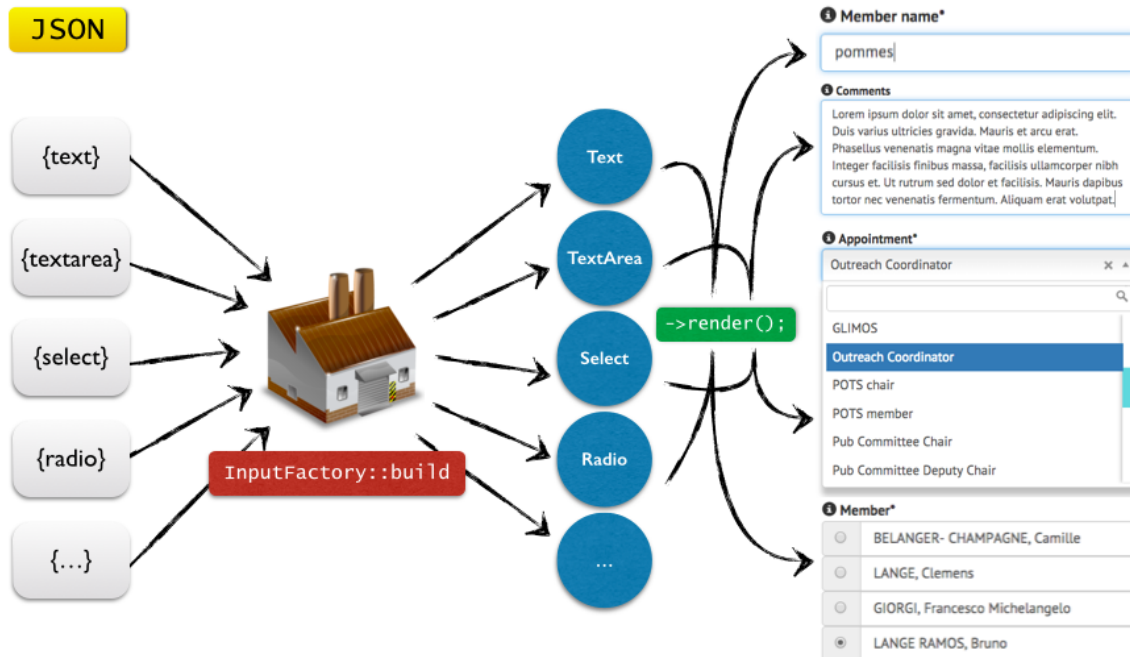 JSON
{text}
{textarea}
{select}
{radio}
{...}
InputFactory::build
Text
TextArea
Select
Radio
...
->render();
Member name*
pommes
Comments
Lorem ipsum dolor sit amet, consectetur adipiscing elit.
Duis varius ultricies gravida. Mauris et arcu erat.
Phasellus venenatis magna vitae mollis elementum.
Integer facilisis finibus massa, facilisis ullamcorper nibh
cursus et. Ut rutrum sed dolor et facilisis. Mauris dapibus
tortor nec venenatis fermentum. Aliquam erat volutpat.
Appointment*
Outreach Coordinator
GLIMOS
Outreach Coordinator
POTS chair
POTS member
Pub Committee Chair
Pub Committee Deputy Chair
Member*
BELANGER- CHAMPAGNE, Camille
LANGE, Clemens
GIORGI, Francesco Michelangelo
LANGE RAMOS, Bruno